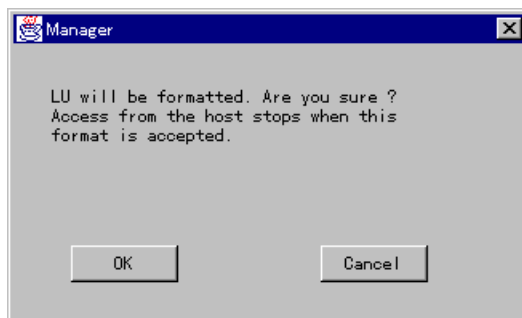 Manager
LU will be formatted. Are you sure ?
Access from the host stops when this
format is accepted.
OK
Cancel